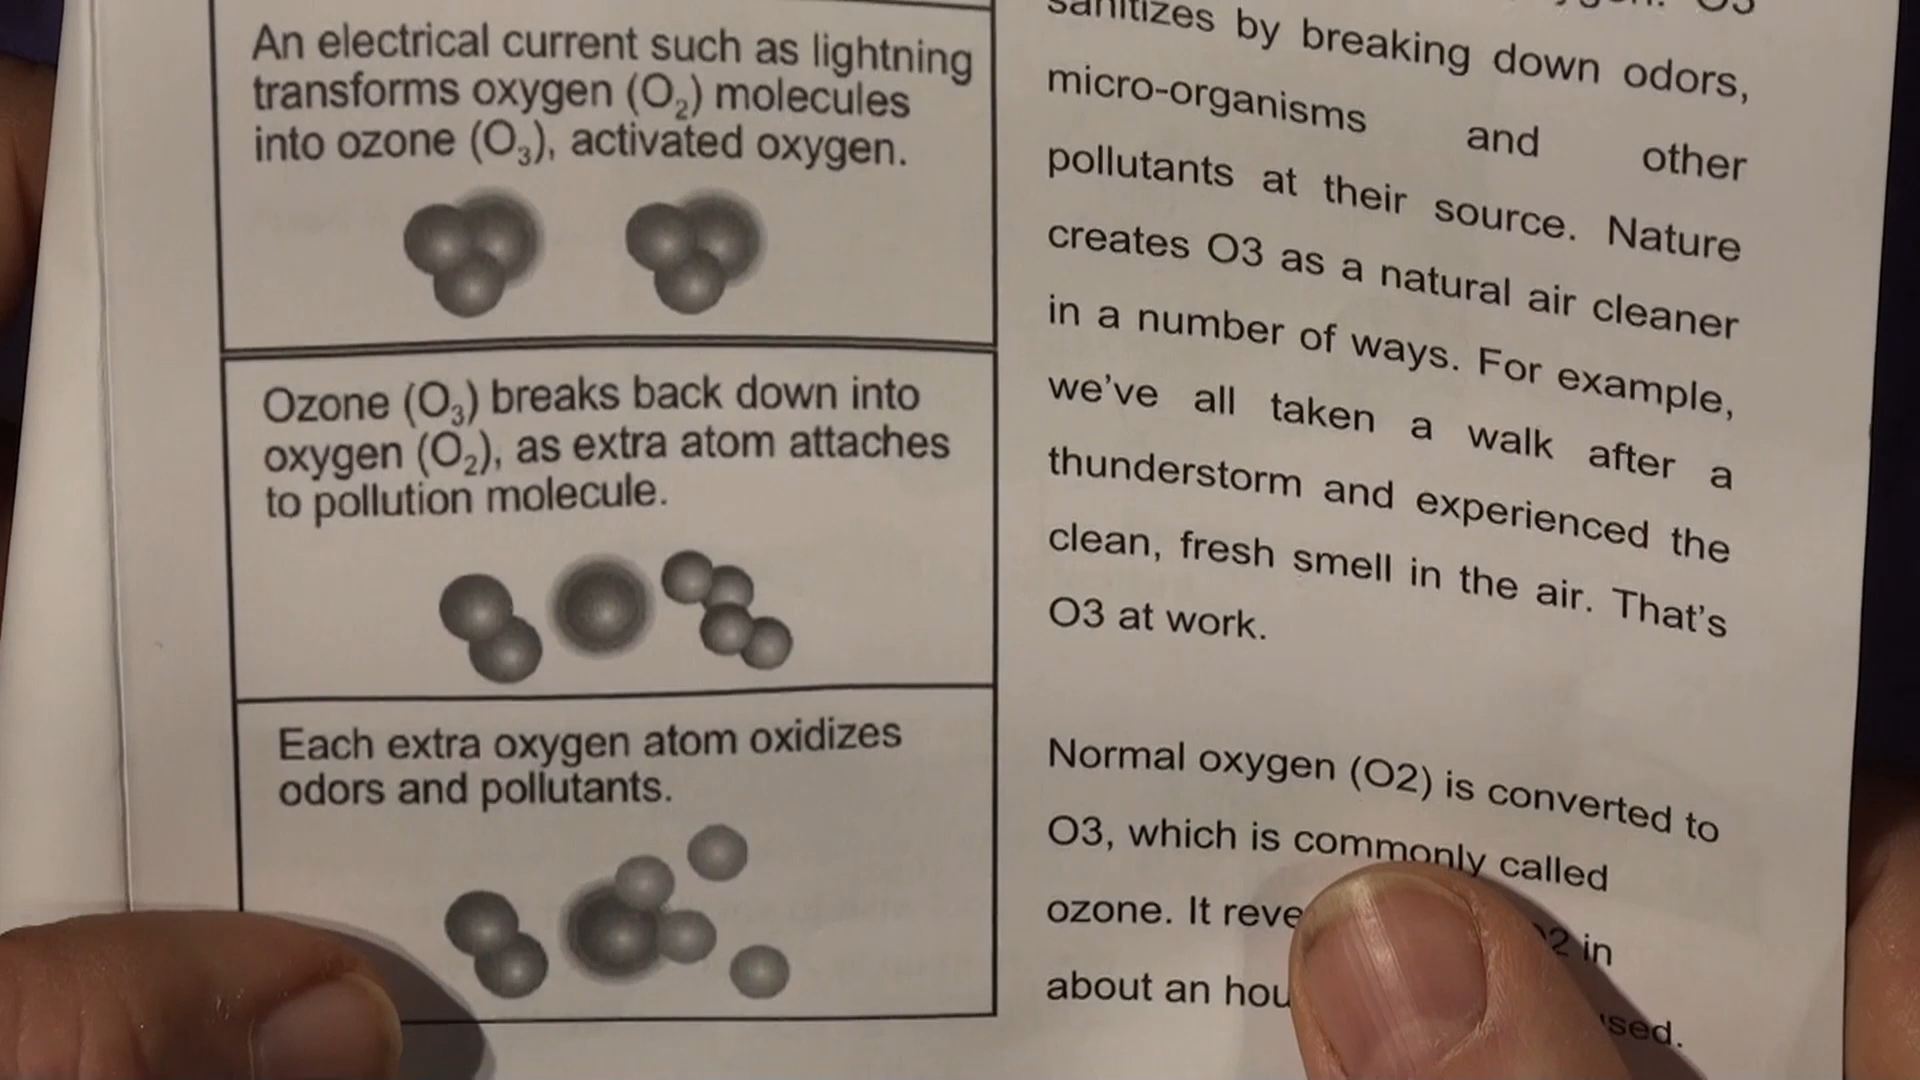 An electrical current such as lightning
transforms oxygen (O₂) molecules
into ozone (O₃), activated oxygen.
Ozone (O₃) breaks back down into
oxygen (O₂), as extra atom attaches
to pollution molecule.
Each extra oxygen atom oxidizes
odors and pollutants.
O3
sanitizes by breaking down odors,
micro-organisms and other
pollutants at their source. Nature
creates O3 as a natural air cleaner
in a number of ways. For example,
we've all taken a walk after a
thunderstorm and experienced the
clean, fresh smell in the air. That's
O3 at work.
Normal oxygen (O2) is converted to
O3, which is commonly called
ozone. It in
about an